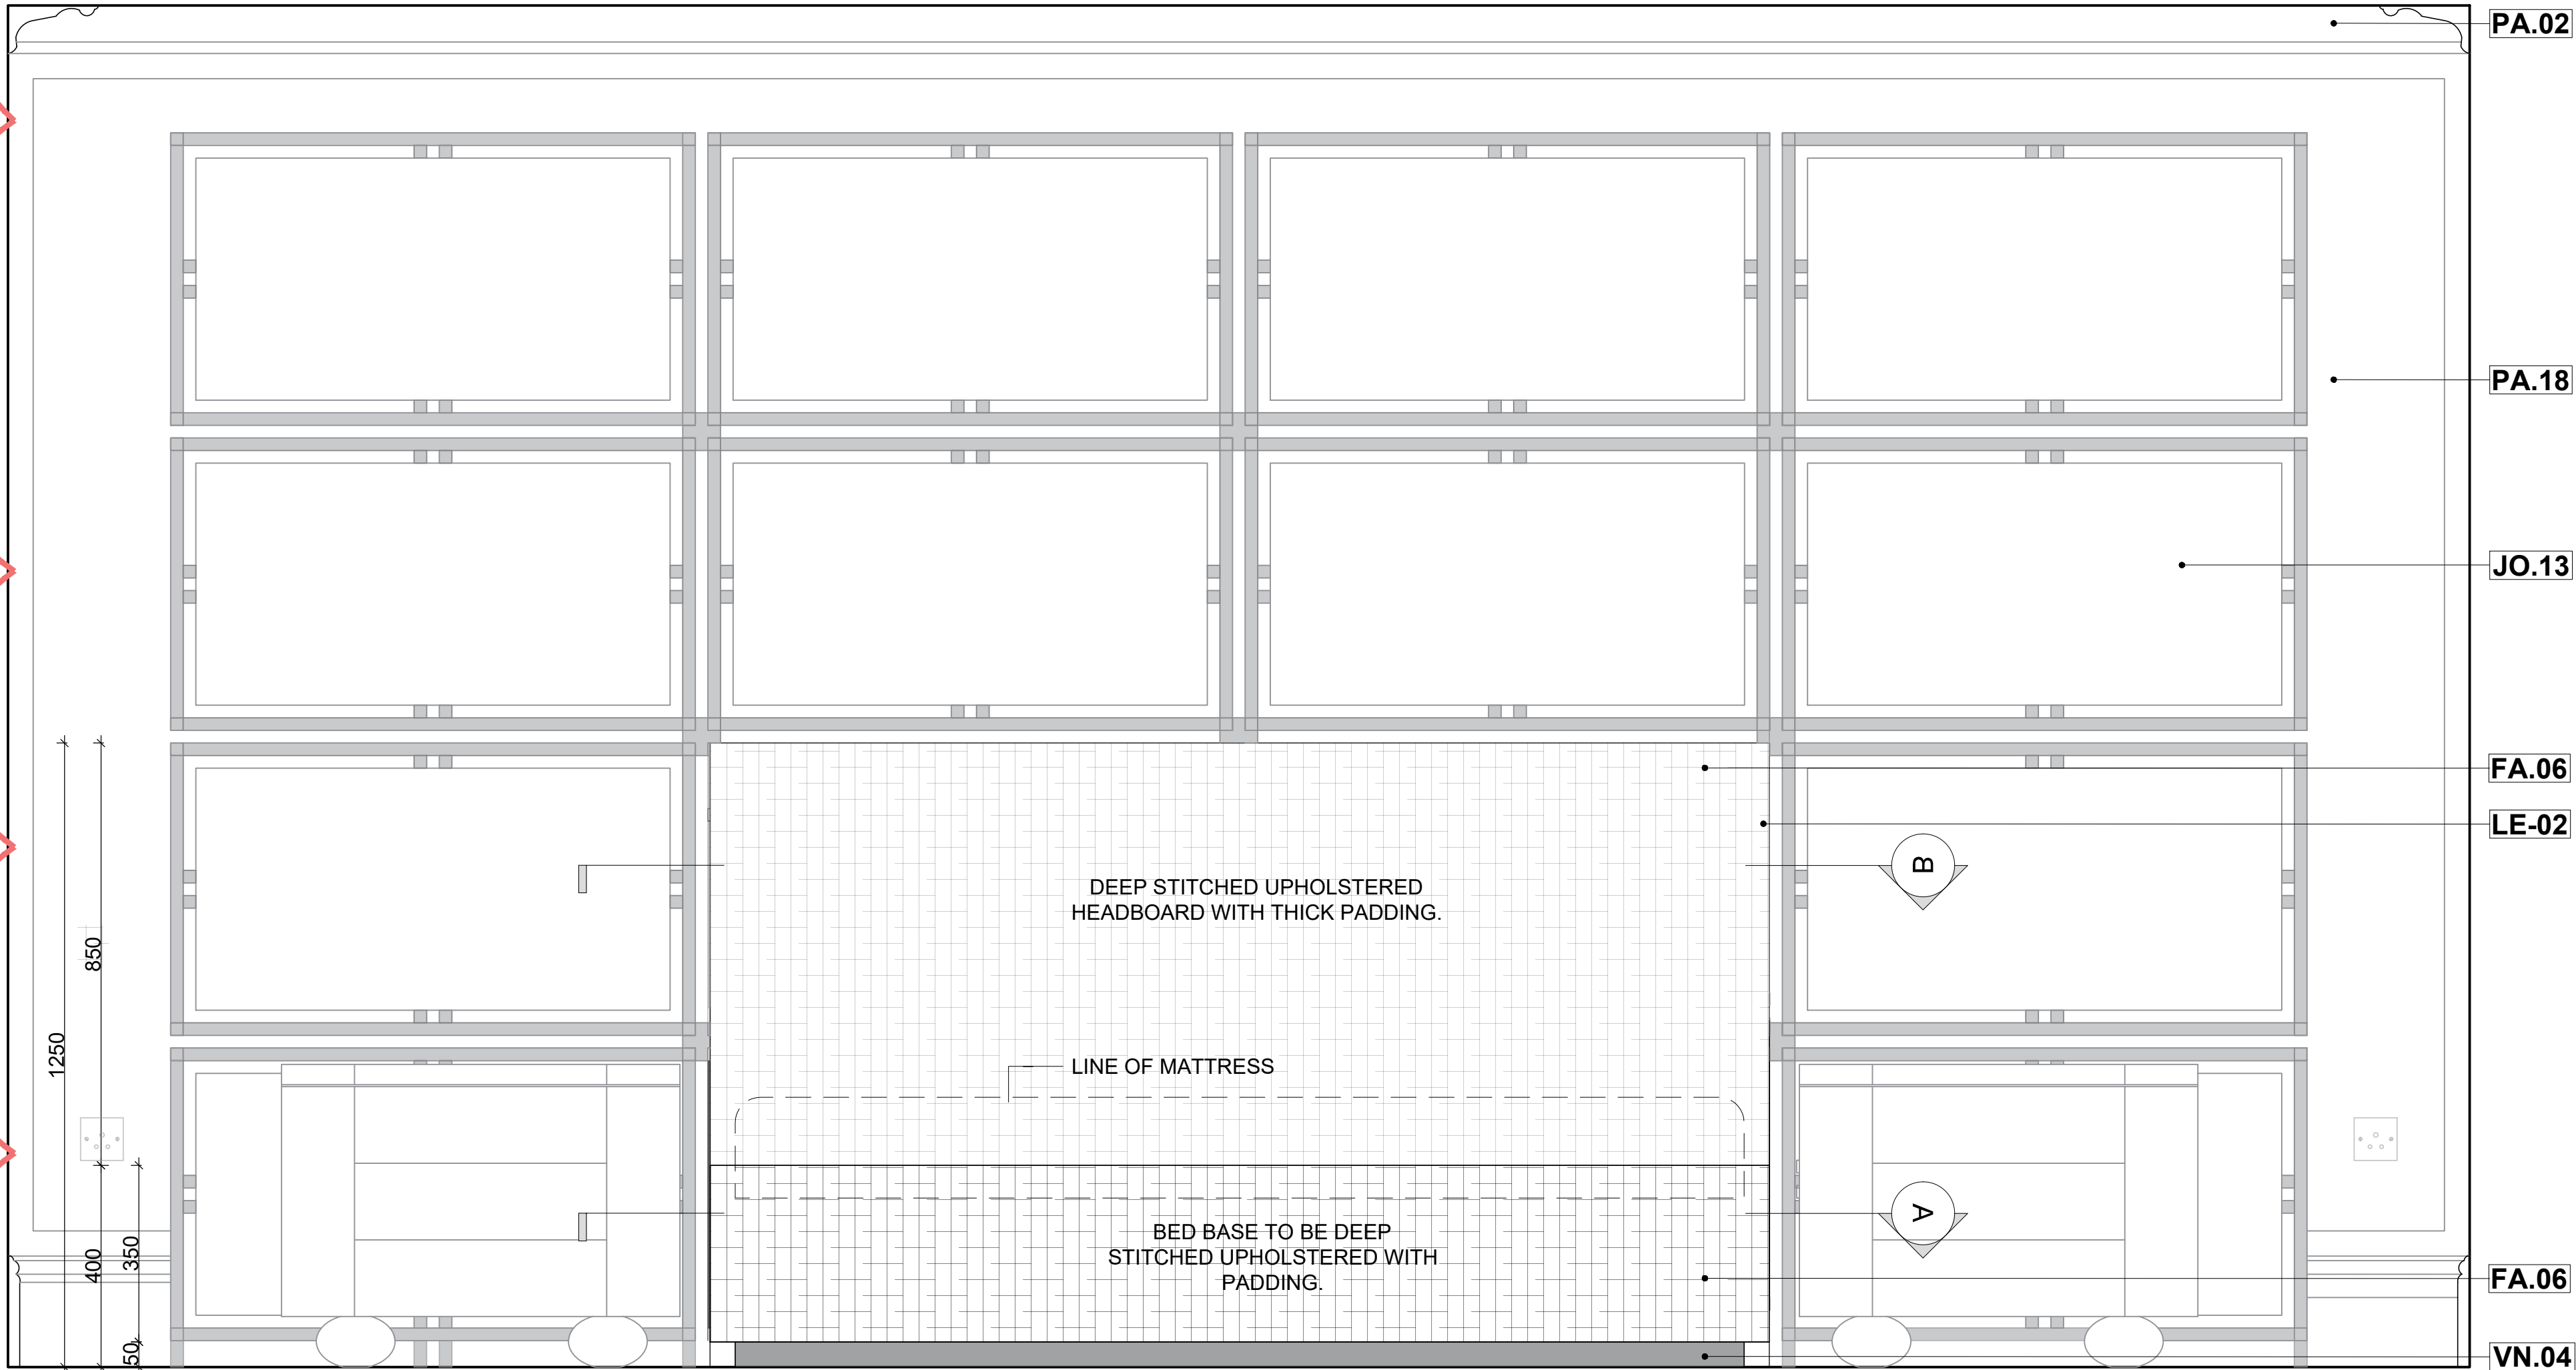 PA.02
PA.18
JO.13
FA.06
LE-02
B
DEEP STITCHED UPHOLSTERED
HEADBOARD WITH THICK PADDING.
850
1250
LINE OF MATTRESS
A
BED BASE TO BE DEEP
STITCHED UPHOLSTERED WITH
PADDING.
400
350
FA.06
50
VN.04